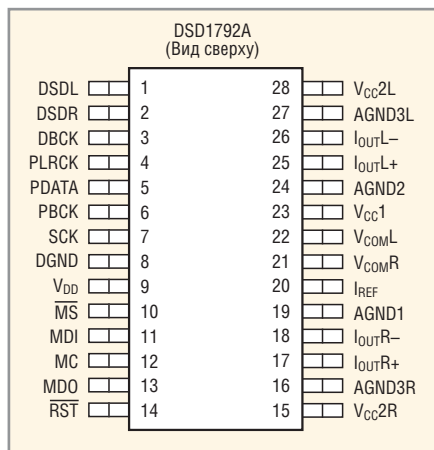 DSD1792A
(Вид сверху)
DSDL 1 28 VCC2L
DSDR 2 27 AGND3L
DBCK 3 26 IOUTL–
PLRCK 4 25 IOUTL+
PDATA 5 24 AGND2
PBCK 6 23 VCC1
SCK 7 22 VCOML
DGND 8 21 VCOMR
VDD 9 20 IREF
M̅S̅ 10 19 AGND1
MDI 11 18 IOUTR–
MC 12 17 IOUTR+
MDO 13 16 AGND3R
R̅S̅T̅ 14 15 VCC2R